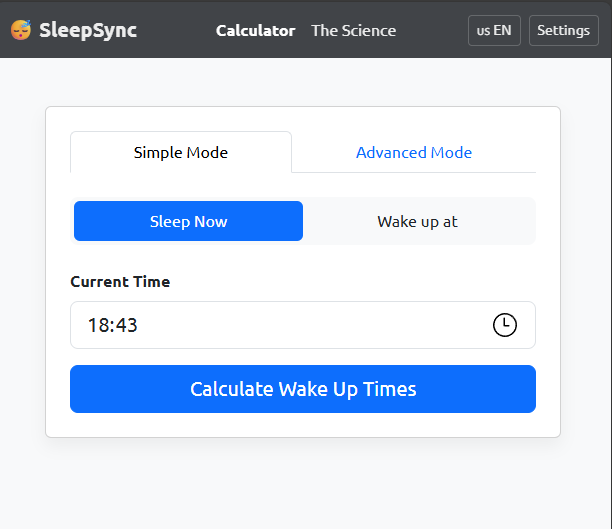 😴 SleepSync Calculator The Science us EN Settings
Simple Mode Advanced Mode
Sleep Now Wake up at
Current Time
18:43
Calculate Wake Up Times